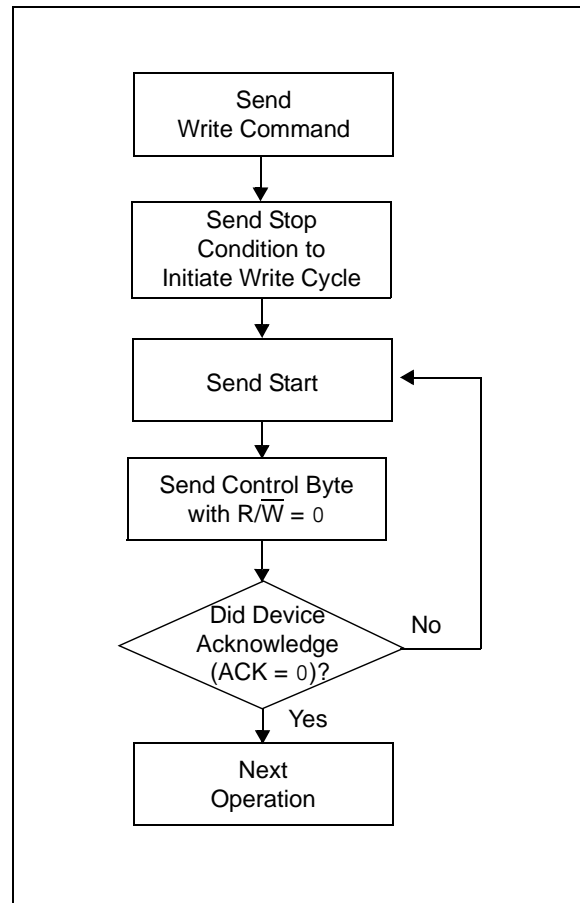 Send
Write Command
Send Stop
Condition to
Initiate Write Cycle
Send Start
Send Control Byte
with R/W̅ = 0
Did Device
Acknowledge
(ACK = 0)?
No
Yes
Next
Operation